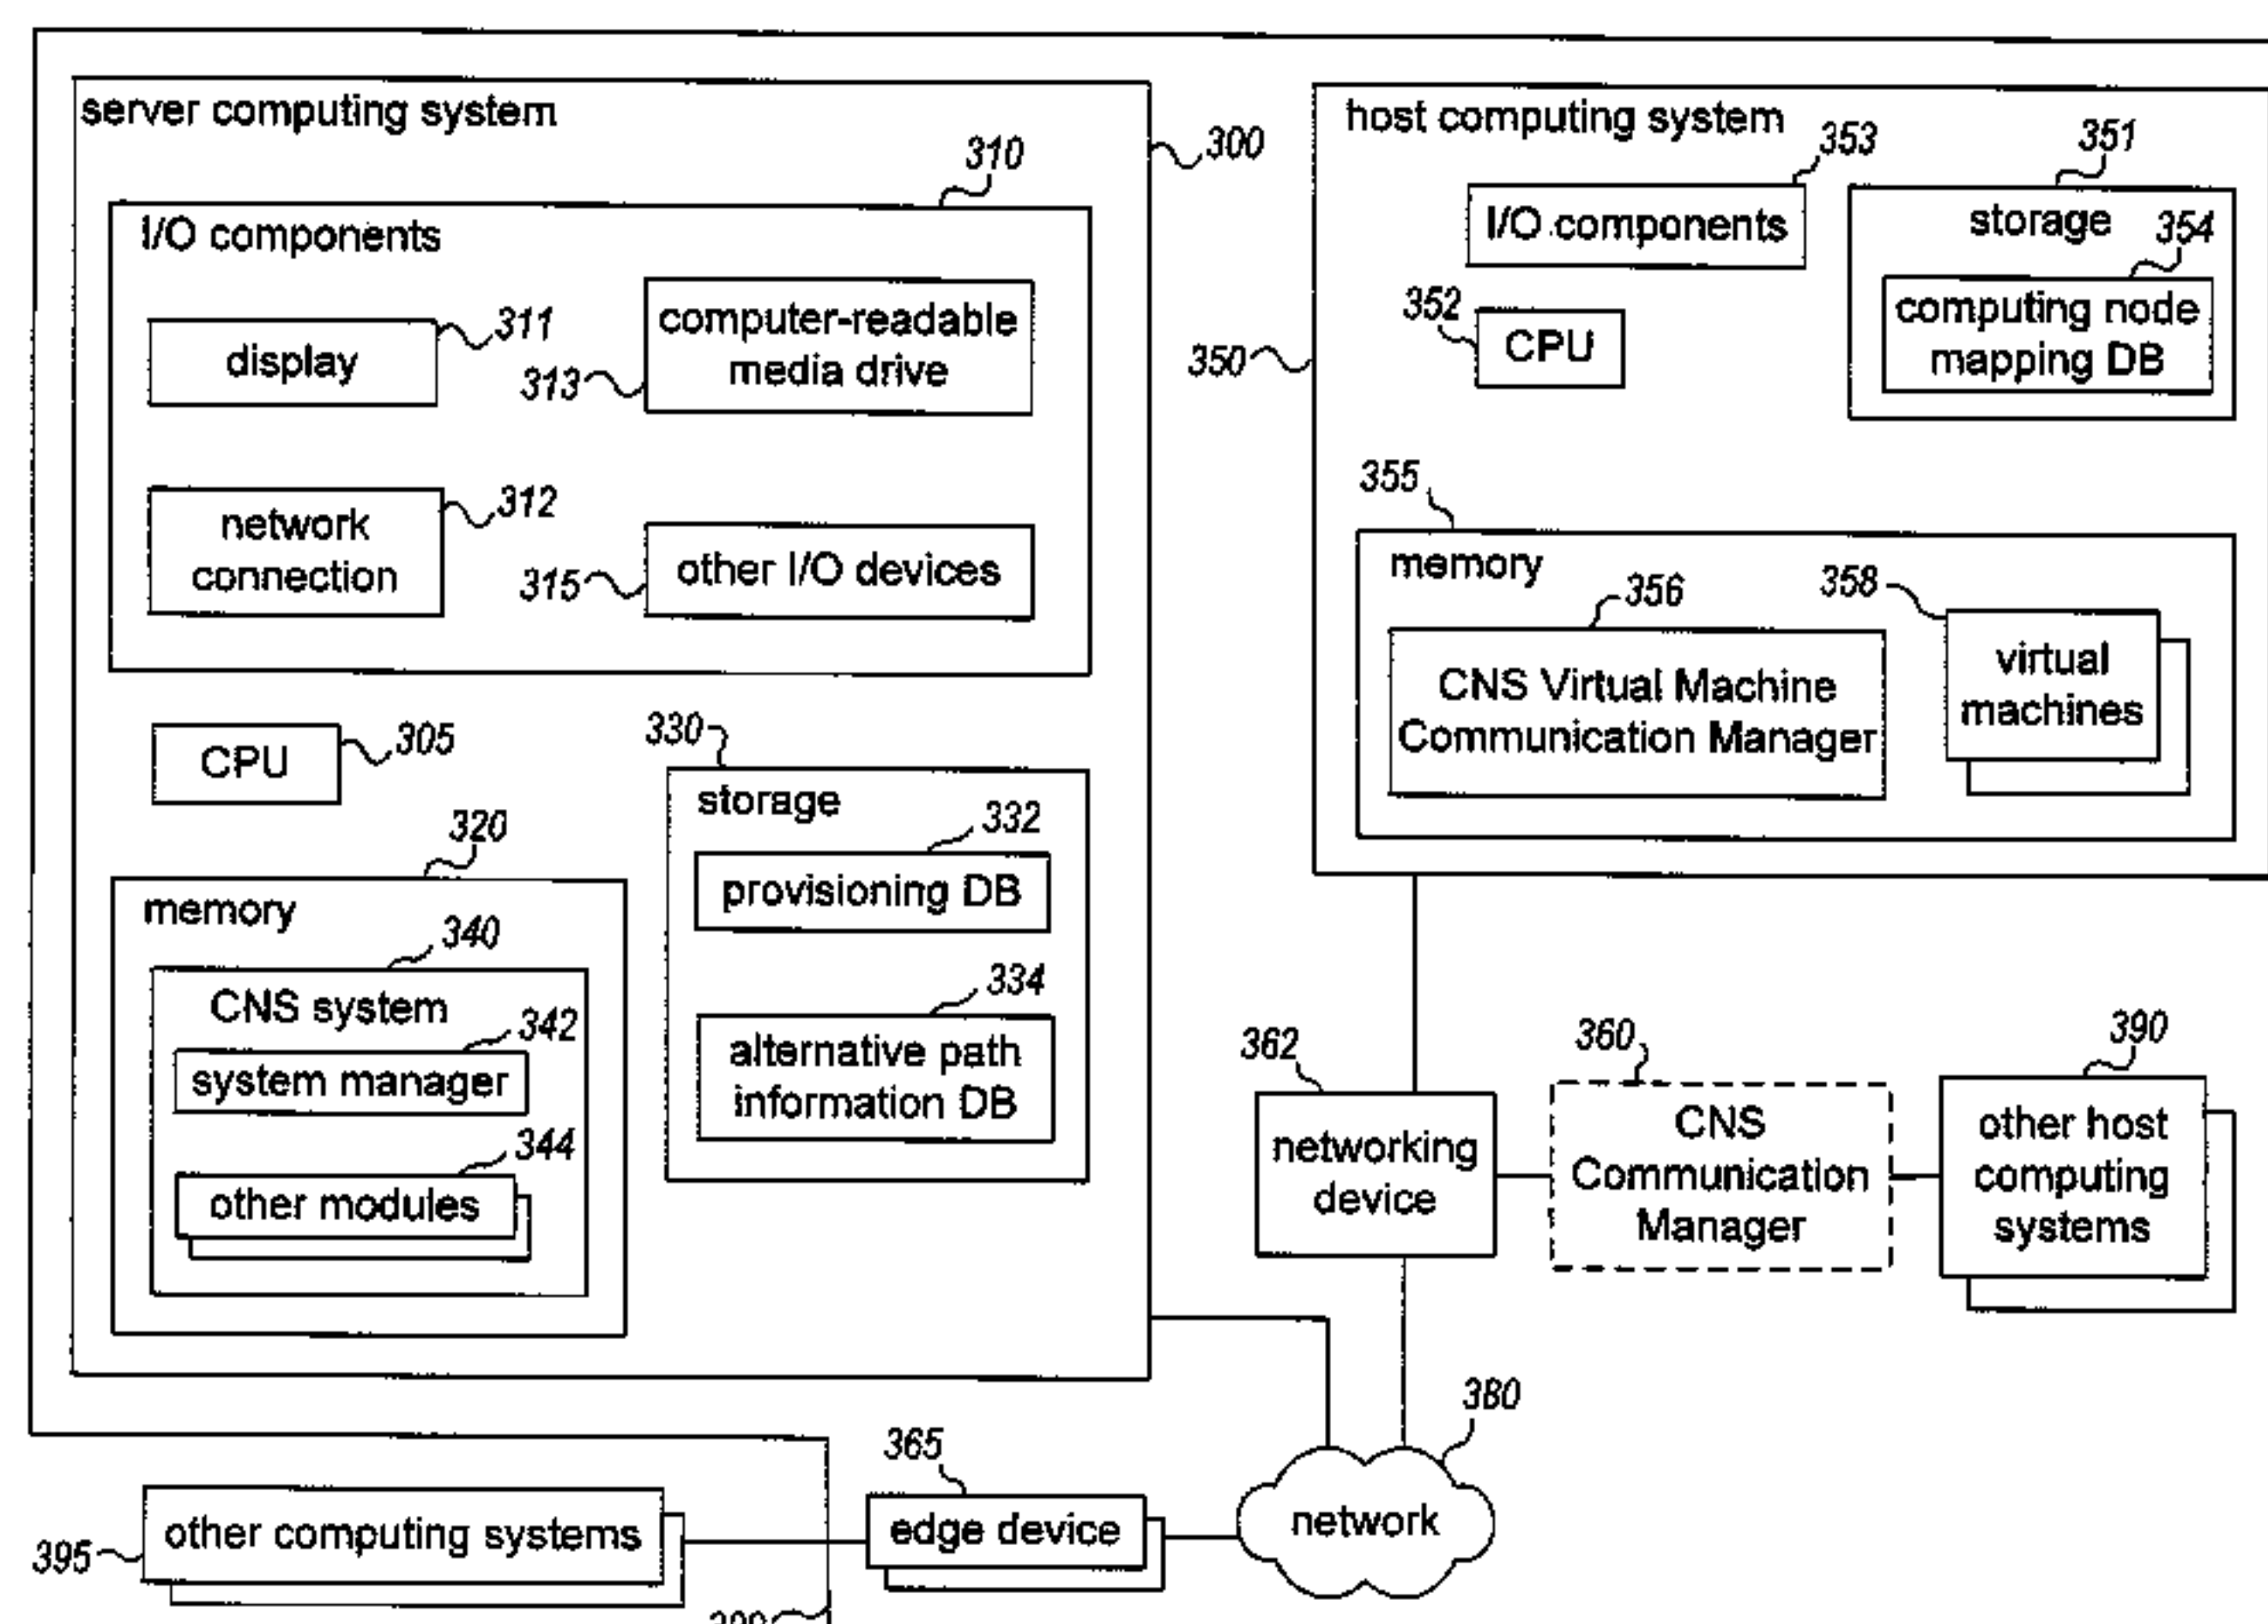 server computing system
300
310
I/O components
display
311
computer-readable
media drive
313
network
connection
312
other I/O devices
315
CPU
305
330
storage
332
provisioning DB
334
alternative path
information DB
320
memory
340
CNS system
342
system manager
344
other modules
host computing system
350
353
I/O components
351
storage
354
computing node
mapping DB
352
CPU
355
memory
356
CNS Virtual Machine
Communication Manager
358
virtual
machines
362
networking
device
360
CNS
Communication
Manager
390
other host
computing
systems
380
network
365
edge device
395
other computing systems